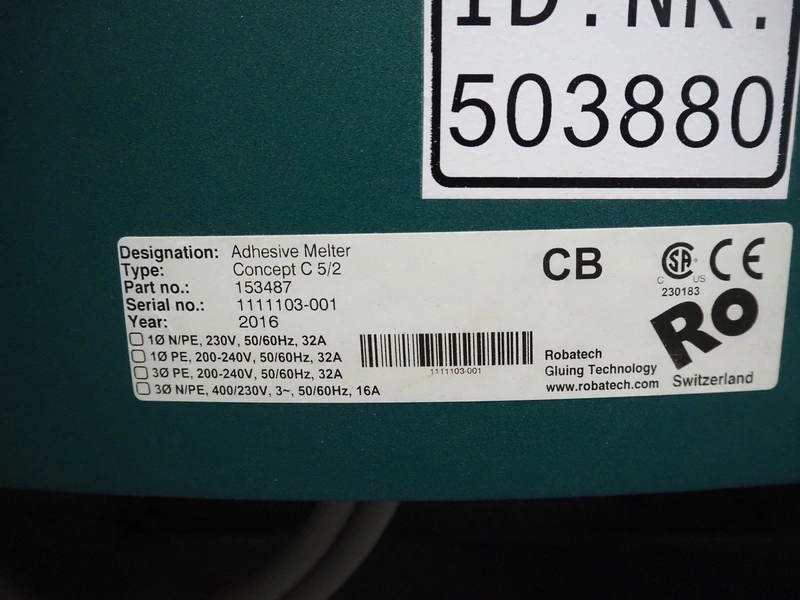 ID.NR.
503880
Designation: Adhesive Melter
Type: Concept C 5/2
Part no.: 153487
Serial no.: 1111103-001
Year: 2016
1Ø N/PE, 230V, 50/60Hz, 32A
1Ø PE, 200-240V, 50/60Hz, 32A
3Ø PE, 200-240V, 50/60Hz, 32A
3Ø N/PE, 400/230V, 3~, 50/60Hz, 16A
1111103-001
CB
Robatech
Gluing Technology
www.robatech.com
C SA ® US
230183
CE
Ro
Switzerland